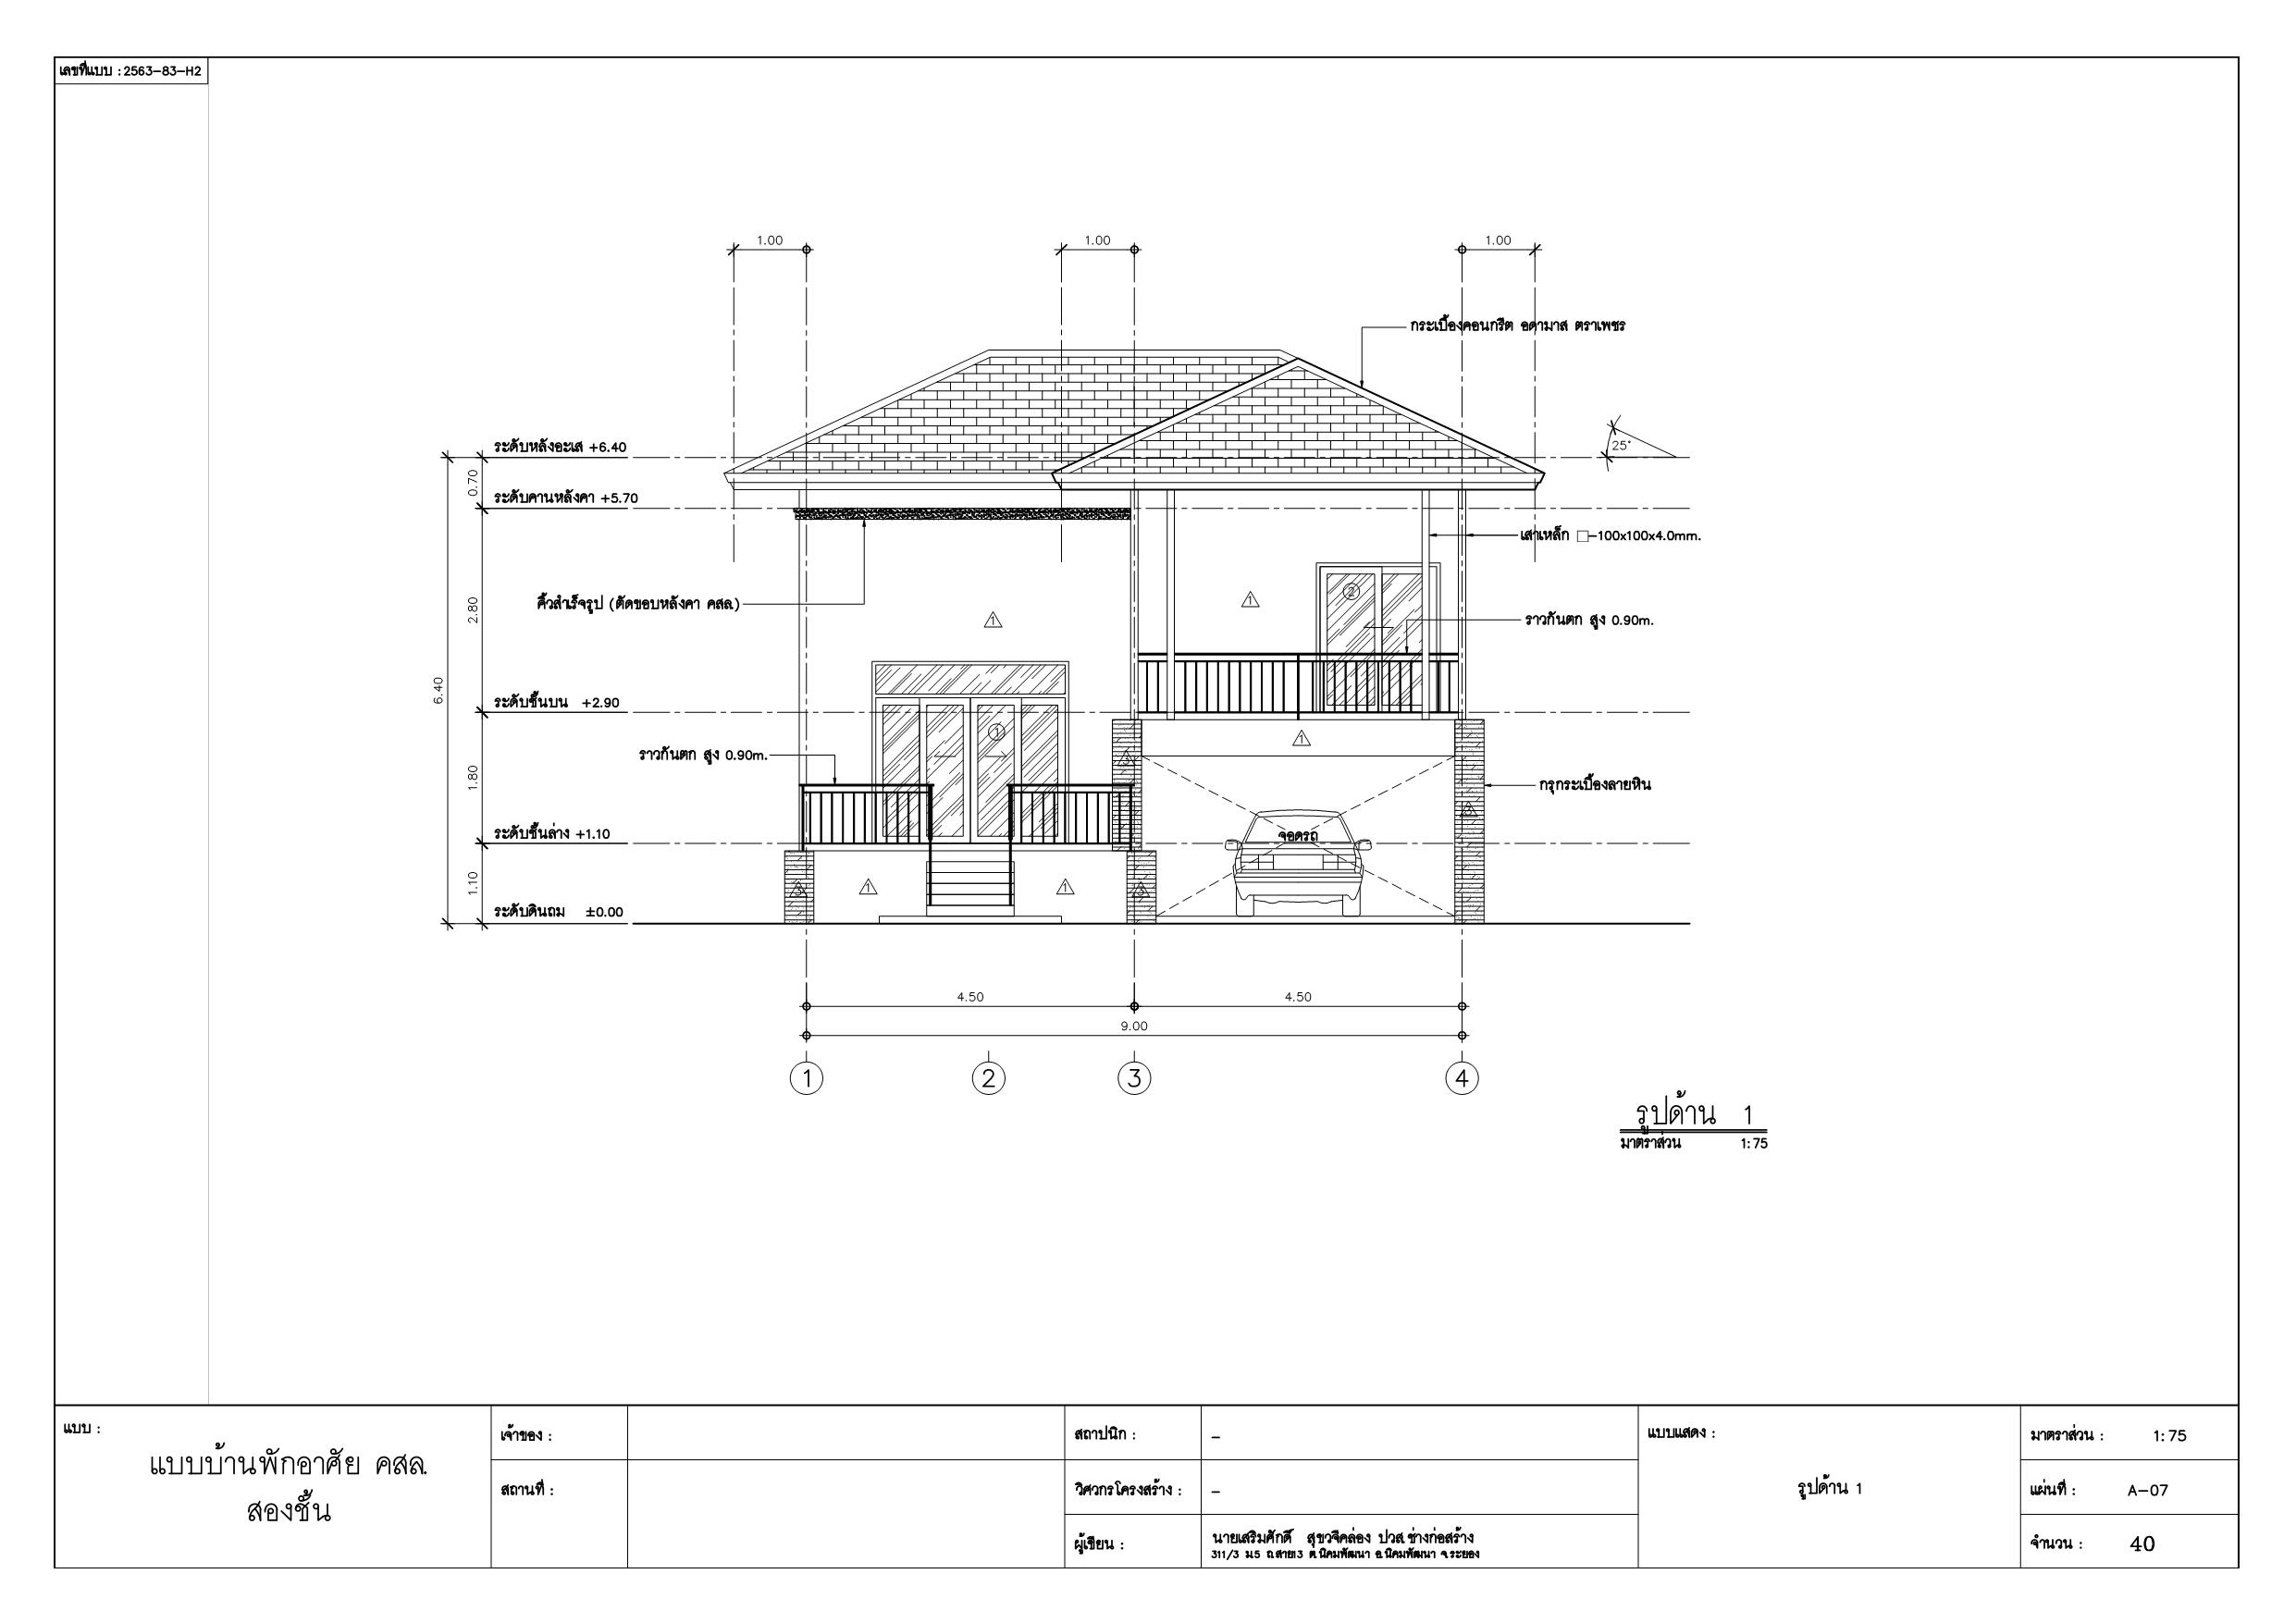 เลขที่แบบ : 2563-83-H2
1.00 1.00 1.00
กระเบื้องคอนกรีต อดามาส ตราเพชร
25°
ระดับหลังอะเส +6.40
0.70
ระดับคานหลังคา +5.70
เสาเหล็ก □-100x100x4.0mm.
คิ้วสำเร็จรูป (ตัดขอบหลังคา คสล.)
2.80
1
1
2
ราวกันตก สูง 0.90m.
6.40
ระดับชั้นบน +2.90
1
1
ราวกันตก สูง 0.90m.
1.80
3
กรุกระเบื้องลายหิน
3
จอดรถ
ระดับชั้นล่าง +1.10
1.10
3
1
1
3
ระดับดินถม ±0.00
4.50 4.50
9.00
1 2 3 4
รูปด้าน 1
มาตราส่วน 1:75
แบบ :
แบบบ้านพักอาศัย คสล.
สองชั้น
เจ้าของ :
สถานที่ :
สถาปนิก : -
วิศวกรโครงสร้าง : -
ผู้เขียน : นายเสริมศักดิ์ สุขวจีคล่อง ปวส.ช่างก่อสร้าง
311/3 ม.5 ถ.สาย13 ต.นิคมพัฒนา อ.นิคมพัฒนา จ.ระยอง
แบบแสดง :
รูปด้าน 1
มาตราส่วน : 1:75
แผ่นที่ : A-07
จำนวน : 40